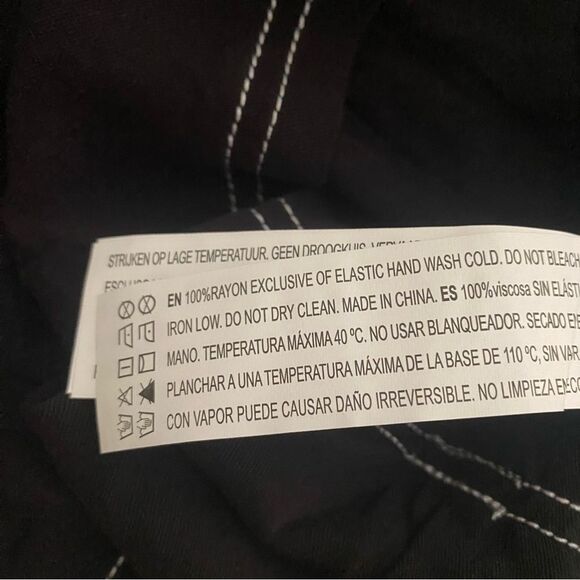 STRIJKEN OP LAGE TEMPERATUUR. GEEN DROOGKUIS.
EN 100%RAYON EXCLUSIVE OF ELASTIC HAND WASH COLD. DO NOT BLEACH
IRON LOW. DO NOT DRY CLEAN. MADE IN CHINA. ES 100%viscosa SIN ELÁST
MANO. TEMPERATURA MÁXIMA 40 ºC. NO USAR BLANQUEADOR. SECADO
PLANCHAR A UNA TEMPERATURA MÁXIMA DE LA BASE DE 110 ºC, SIN VAR
CON VAPOR PUEDE CAUSAR DAÑO IRREVERSIBLE. NO LIMPIEZA EN